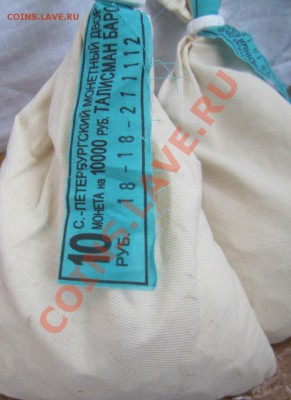 COINS.LAVE.RU
С.-ПЕТЕРБУРГСКИЙ МОНЕТНЫЙ ДВОР
МОНЕТА НА 10000 РУБ. ТАЛИСМАН БАРС
10 РУБ. 18-18-211112
COINS.LAVE.RU